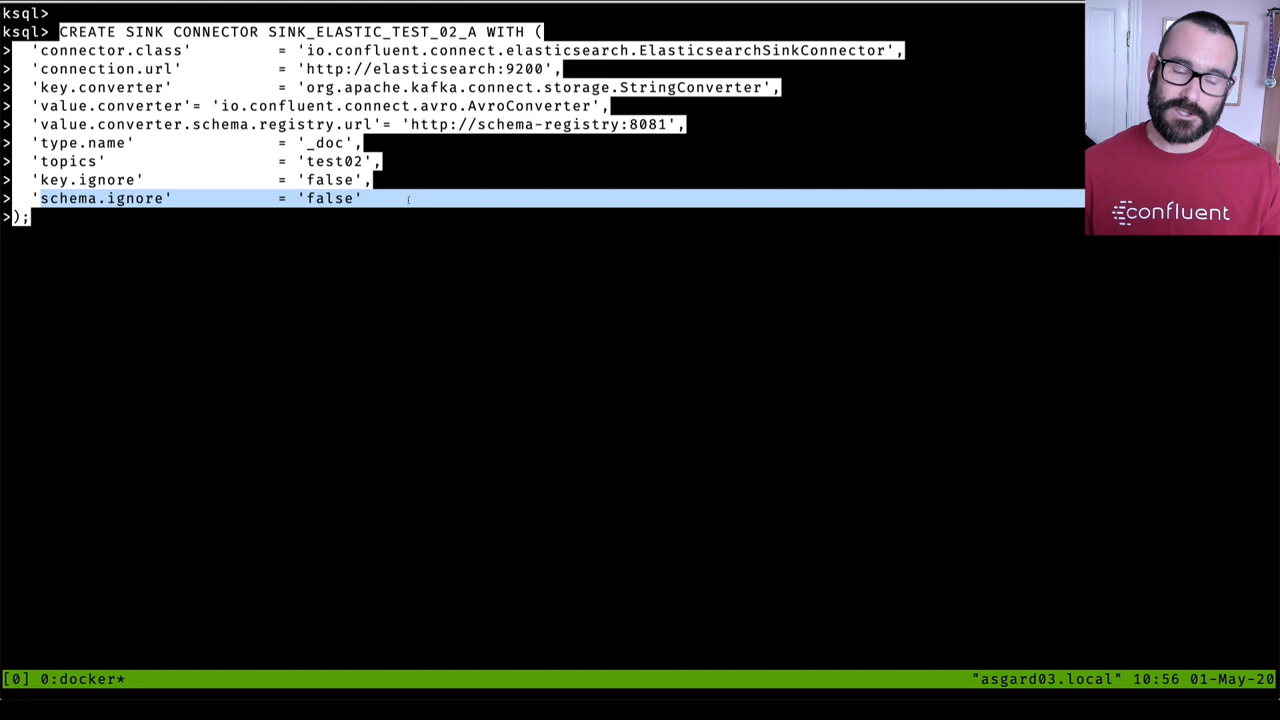 ksql>
ksql> CREATE SINK CONNECTOR SINK_ELASTIC_TEST_02_A WITH (
>  'connector.class'          = 'io.confluent.connect.elasticsearch.ElasticsearchSinkConnector',
>  'connection.url'           = 'http://elasticsearch:9200',
>  'key.converter'            = 'org.apache.kafka.connect.storage.StringConverter',
>  'value.converter'= 'io.confluent.connect.avro.AvroConverter',
>  'value.converter.schema.registry.url'= 'http://schema-registry:8081',
>  'type.name'                = '_doc',
>  'topics'                   = 'test02',
>  'key.ignore'               = 'false',
>  'schema.ignore'            = 'false'
>);
confluent
[0] 0:docker* "asgard03.local" 10:56 01-May-20